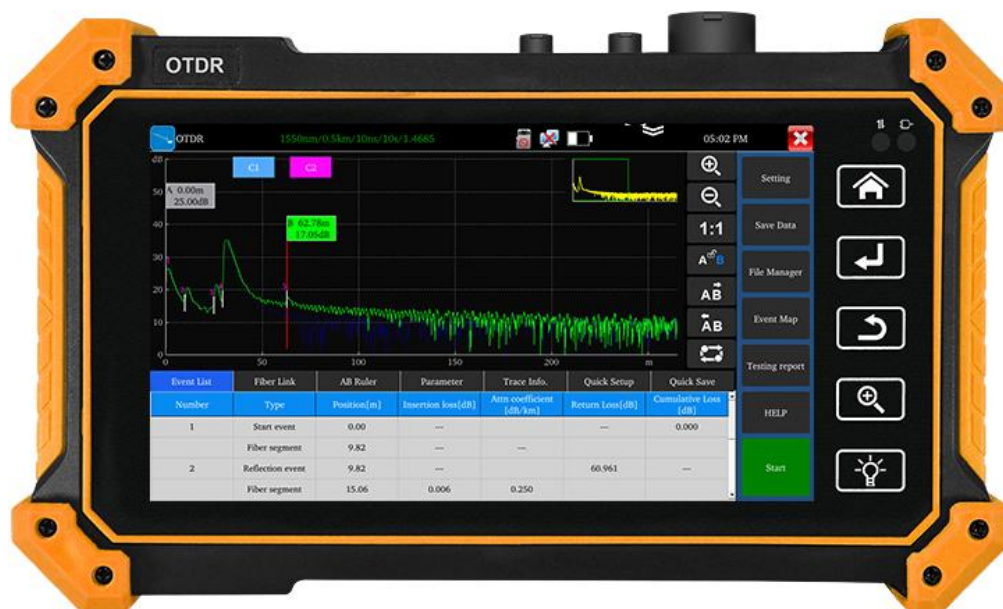 OTDR
OTDR 1550nm/0.5km/10ns/10s/1.4685 05:02 PM
dB C1 C2
A 0.00m
25.00dB
B 62.78m
17.05dB
50
40
30
20
10
0
0 50 100 150 200 m
1:1
A B
AB
AB
Setting
Save Data
File Manager
Event Map
Testing report
HELP
Start
Event List Fiber Link AB Ruler Parameter Trace Info. Quick Setup Quick Save
Number Type Position[m] Insertion loss[dB] Attn coefficient [dB/km] Return Loss[dB] Cumulative Loss [dB]
1 Start event 0.00 --- --- 0.000
Fiber segment 9.82 --- ---
2 Reflection event 9.82 --- 60.961 ---
Fiber segment 15.06 0.006 0.250